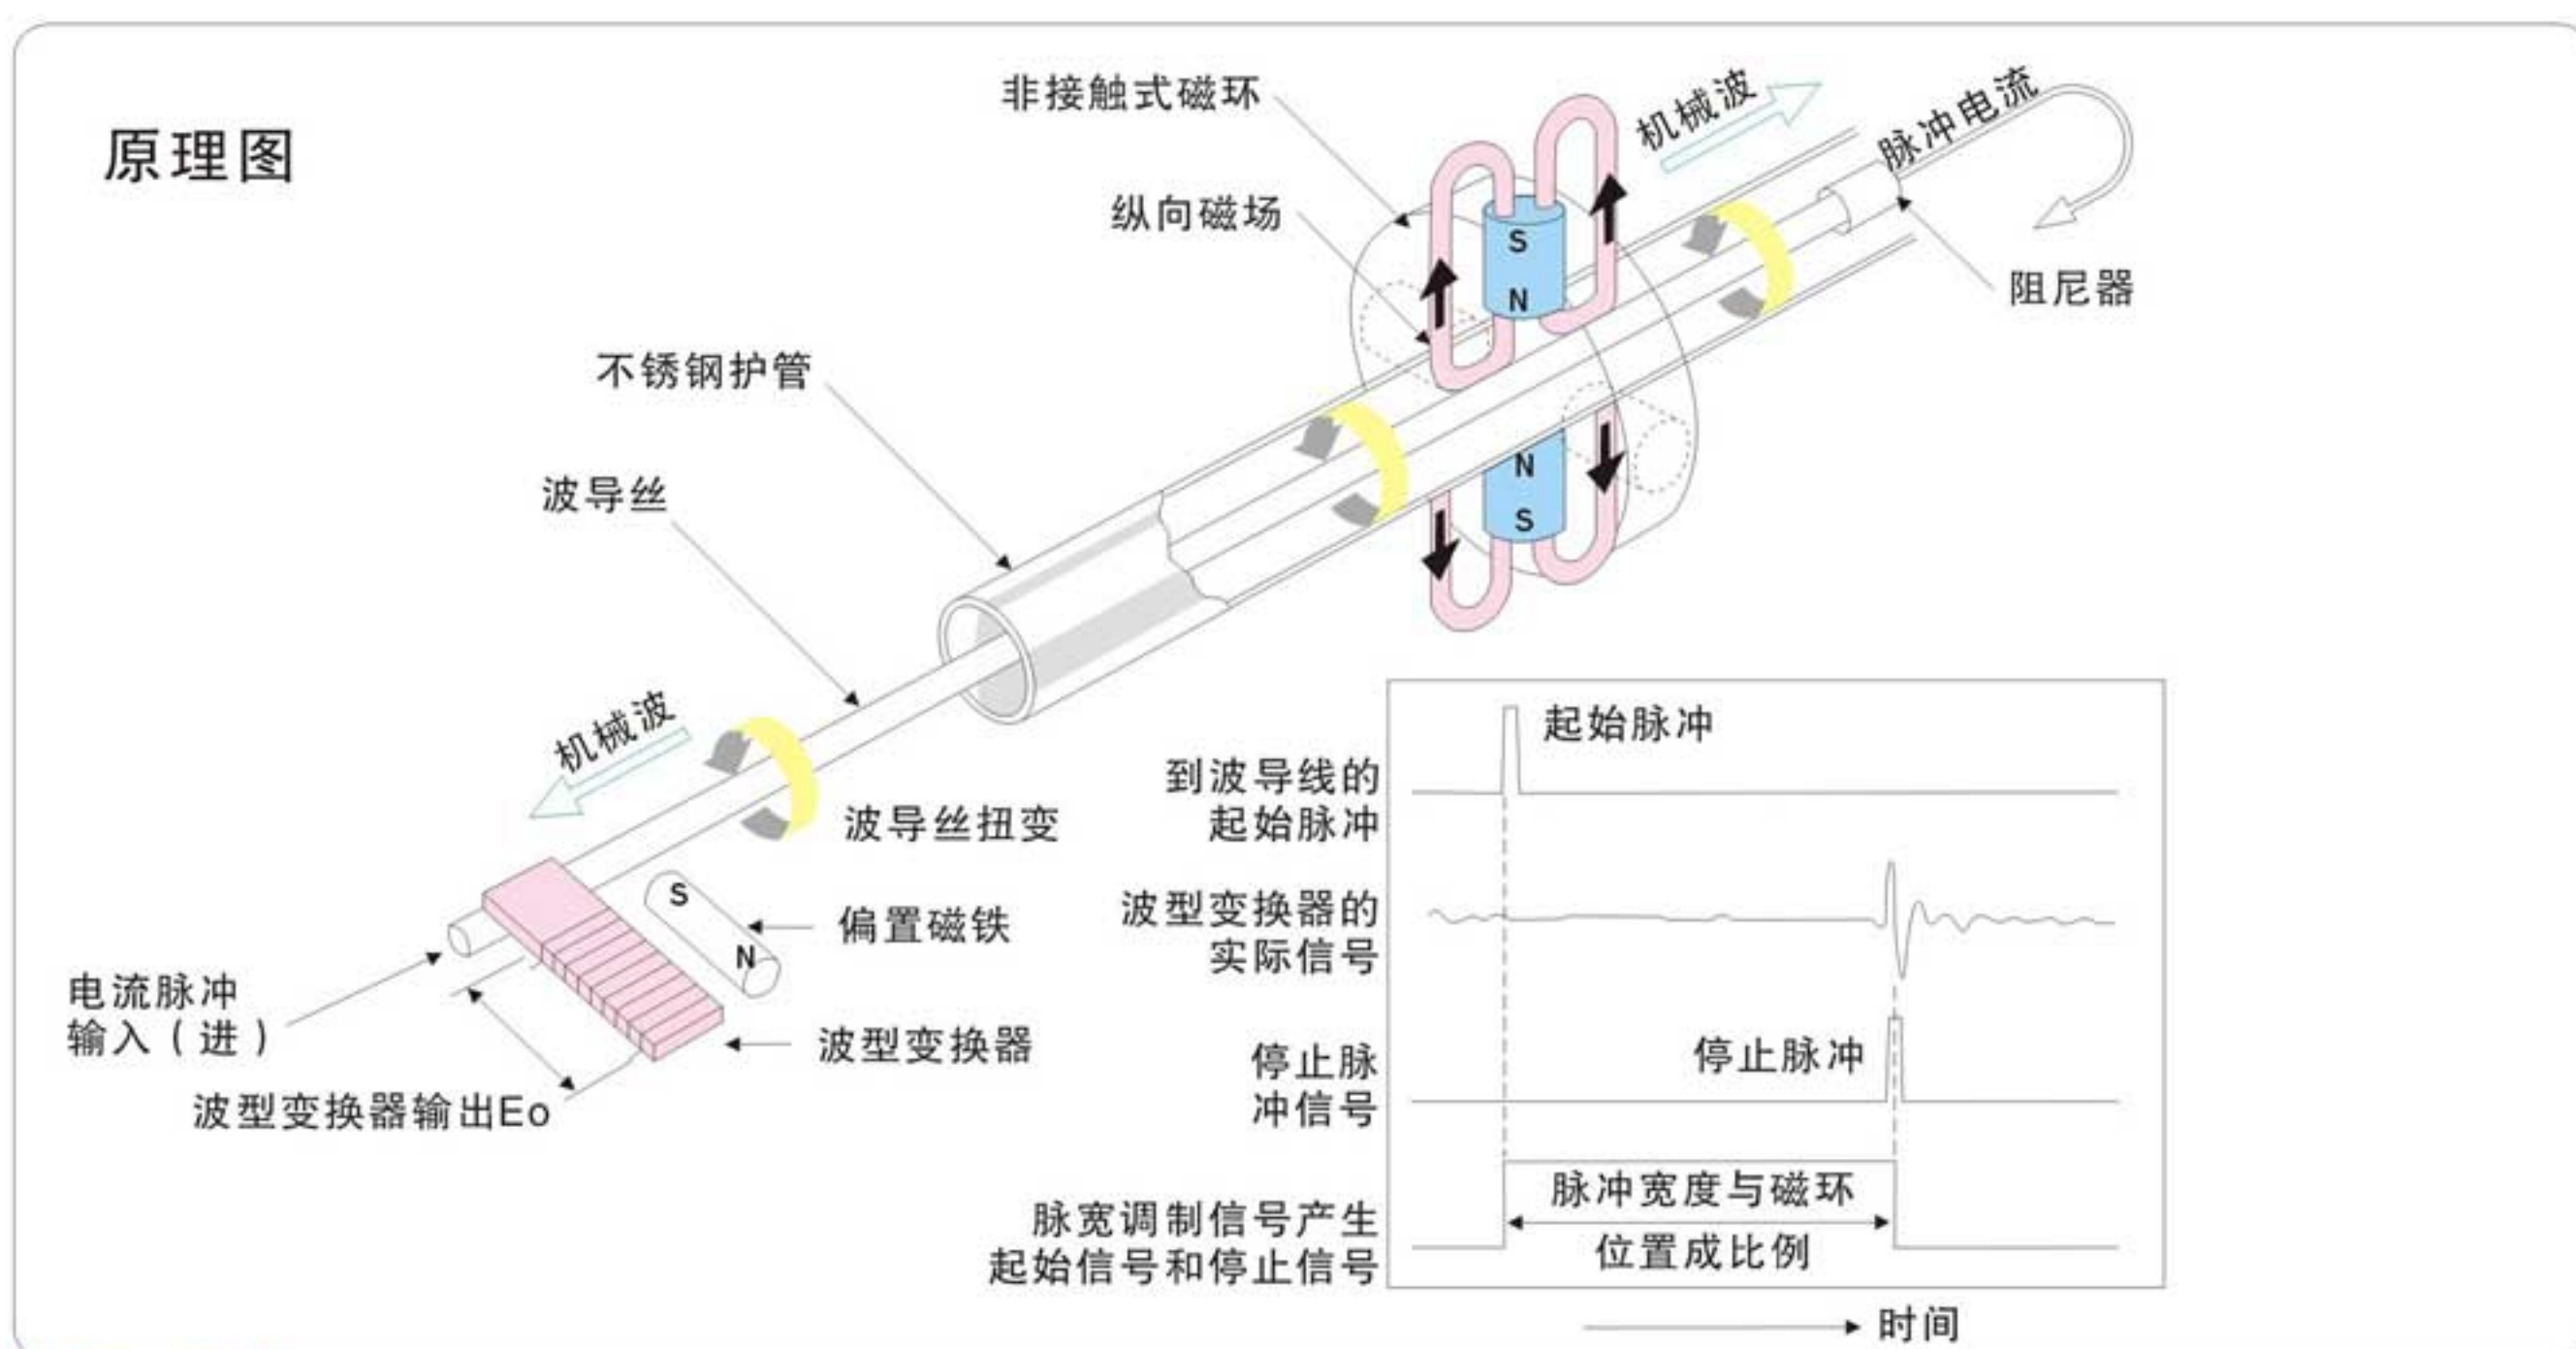 原理图
非接触式磁环
机械波
脉冲电流
纵向磁场
S
N
阻尼器
不锈钢护管
波导丝
N
S
机械波
波导丝扭变
S
N
偏置磁铁
电流脉冲
输入(进)
波型变换器
波型变换器输出Eo
起始脉冲
到波导线的
起始脉冲
波型变换器的
实际信号
停止脉冲
停止脉
冲信号
脉冲宽度与磁环
位置成比例
脉宽调制信号产生
起始信号和停止信号
时间